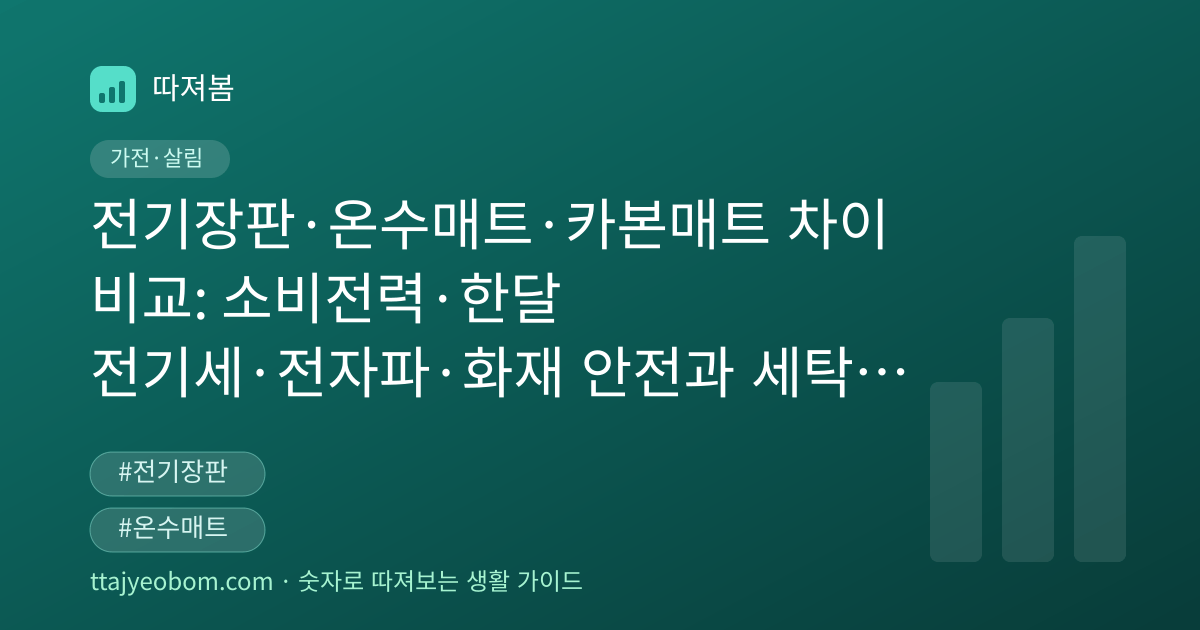 따져봄
가전·살림
전기장판·온수매트·카본매트 차이
비교: 소비전력·한달
전기세·전자파·화재 안전과 세탁…
#전기장판
#온수매트
ttajyeobom.com · 숫자로 따져보는 생활 가이드